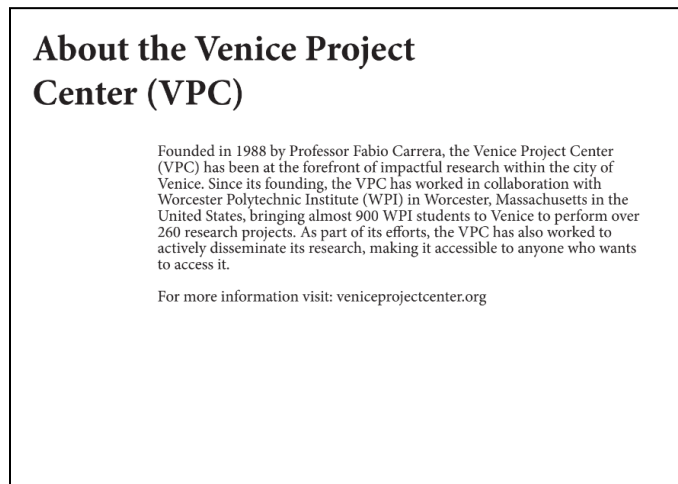 About the Venice Project
Center (VPC)
Founded in 1988 by Professor Fabio Carrera, the Venice Project Center
(VPC) has been at the forefront of impactful research within the city of
Venice. Since its founding, the VPC has worked in collaboration with
Worcester Polytechnic Institute (WPI) in Worcester, Massachusetts in the
United States, bringing almost 900 WPI students to Venice to perform over
260 research projects. As part of its efforts, the VPC has also worked to
actively disseminate its research, making it accessible to anyone who wants
to access it.
For more information visit: veniceprojectcenter.org